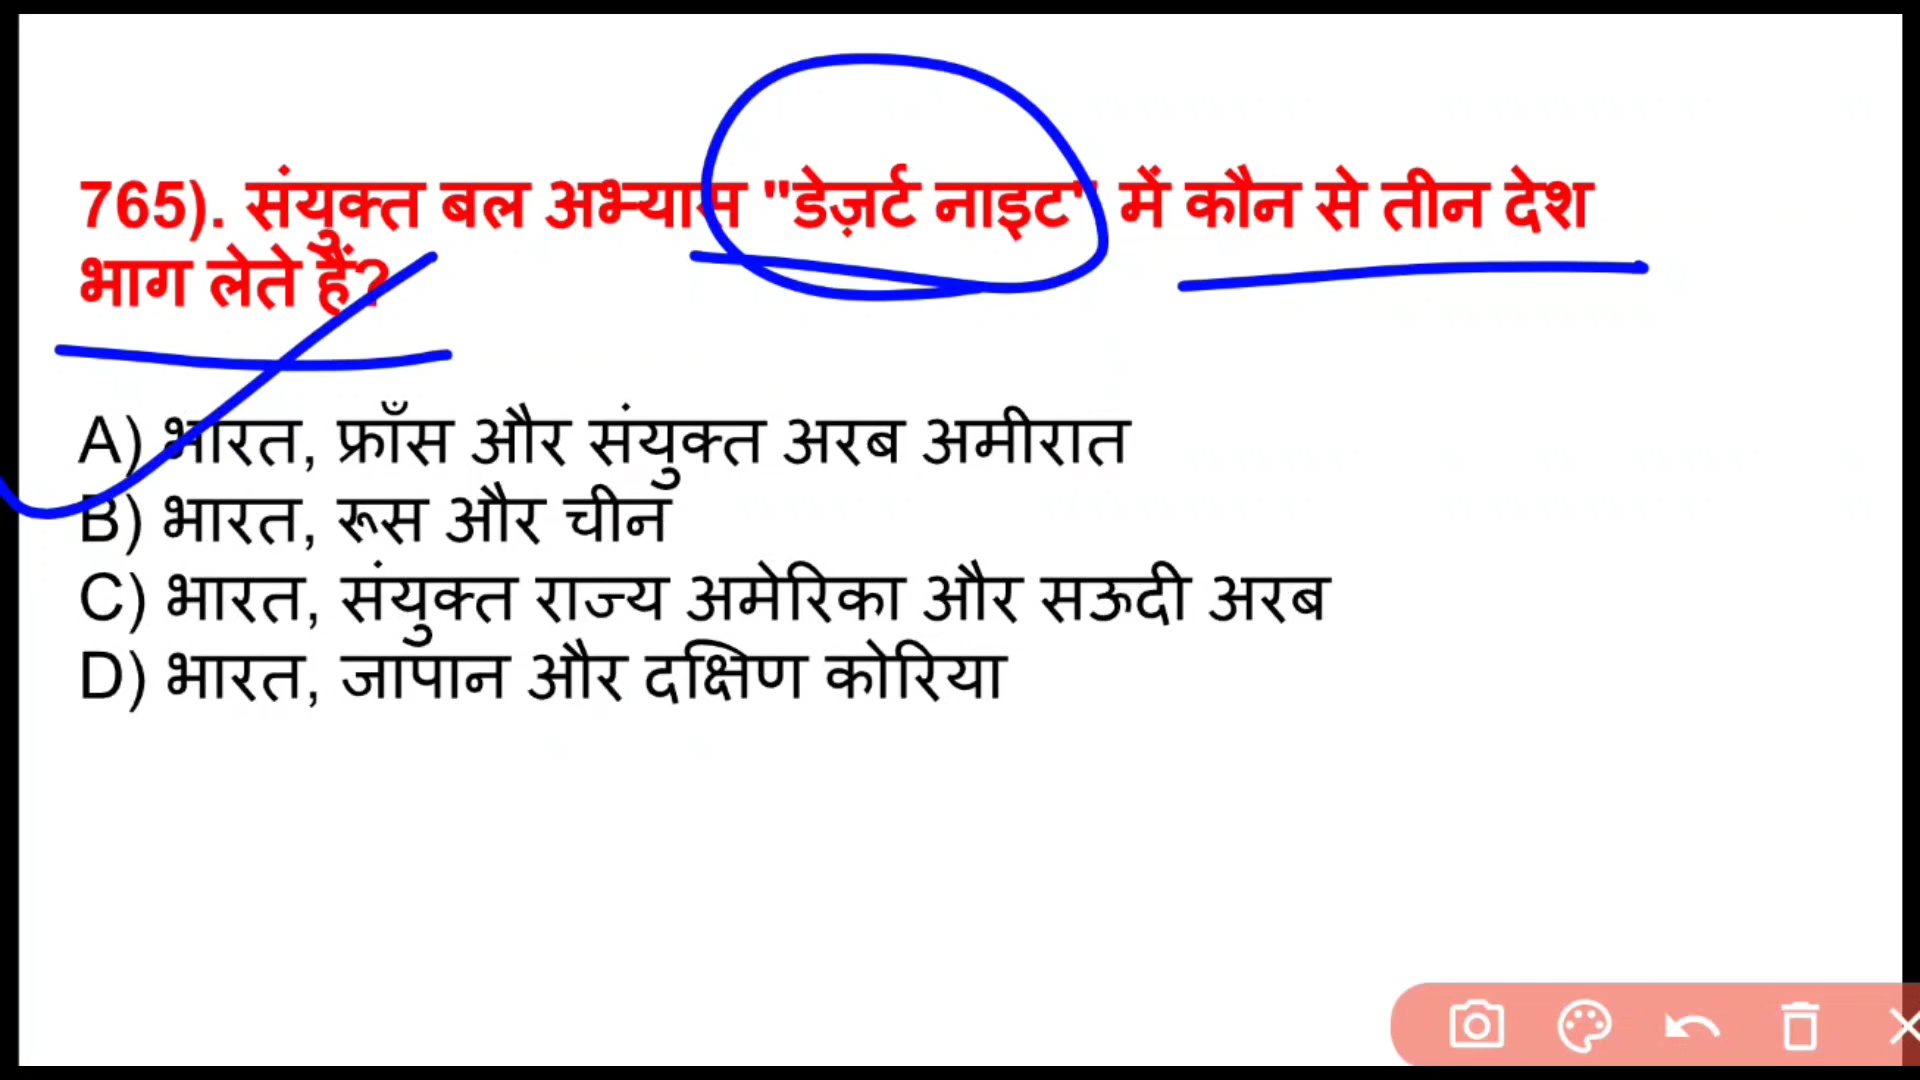 765). संयुक्त बल अभ्यास "डेज़र्ट नाइट" में कौन से तीन देश
भाग लेते हैं?
A) भारत, फ्राँस और संयुक्त अरब अमीरात
B) भारत, रूस और चीन
C) भारत, संयुक्त राज्य अमेरिका और सऊदी अरब
D) भारत, जापान और दक्षिण कोरिया